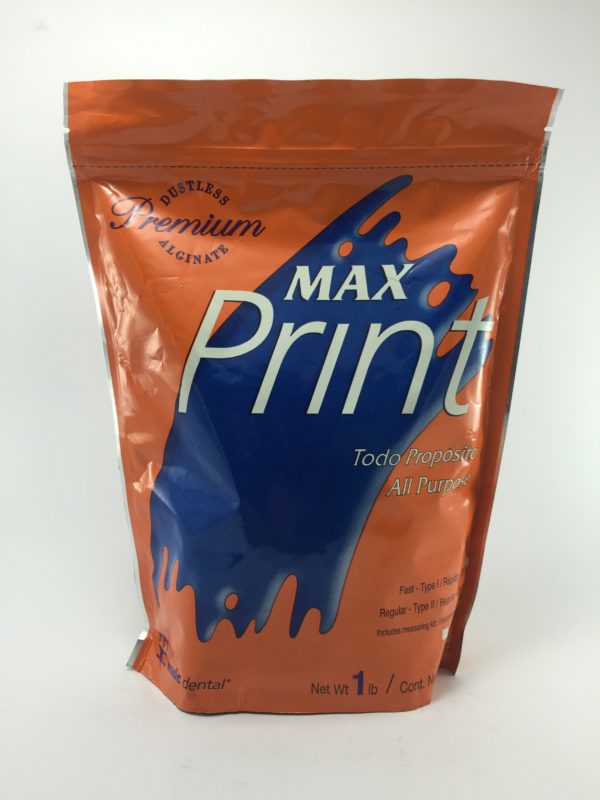 DUSTLESS
Premium
ALGINATE
MAX
Print
Todo Propósito
All Purpose
Fast - Type I /
Regular - Type II /
Includes measuring kit /
mdc dental™
Net Wt 1 lb / Cont.